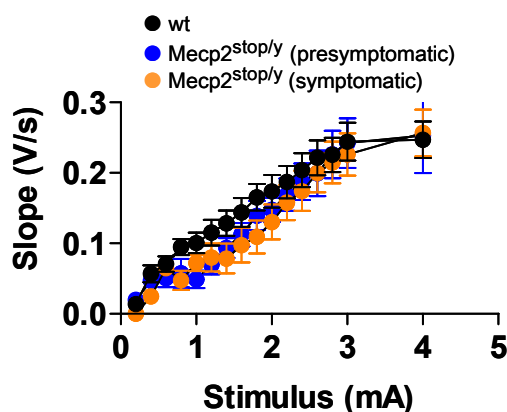 wt
Mecp2stop/y (presymptomatic)
Mecp2stop/y (symptomatic)
0.3
0.2
0.1
0.0
Slope (V/s)
0 1 2 3 4 5
Stimulus (mA)